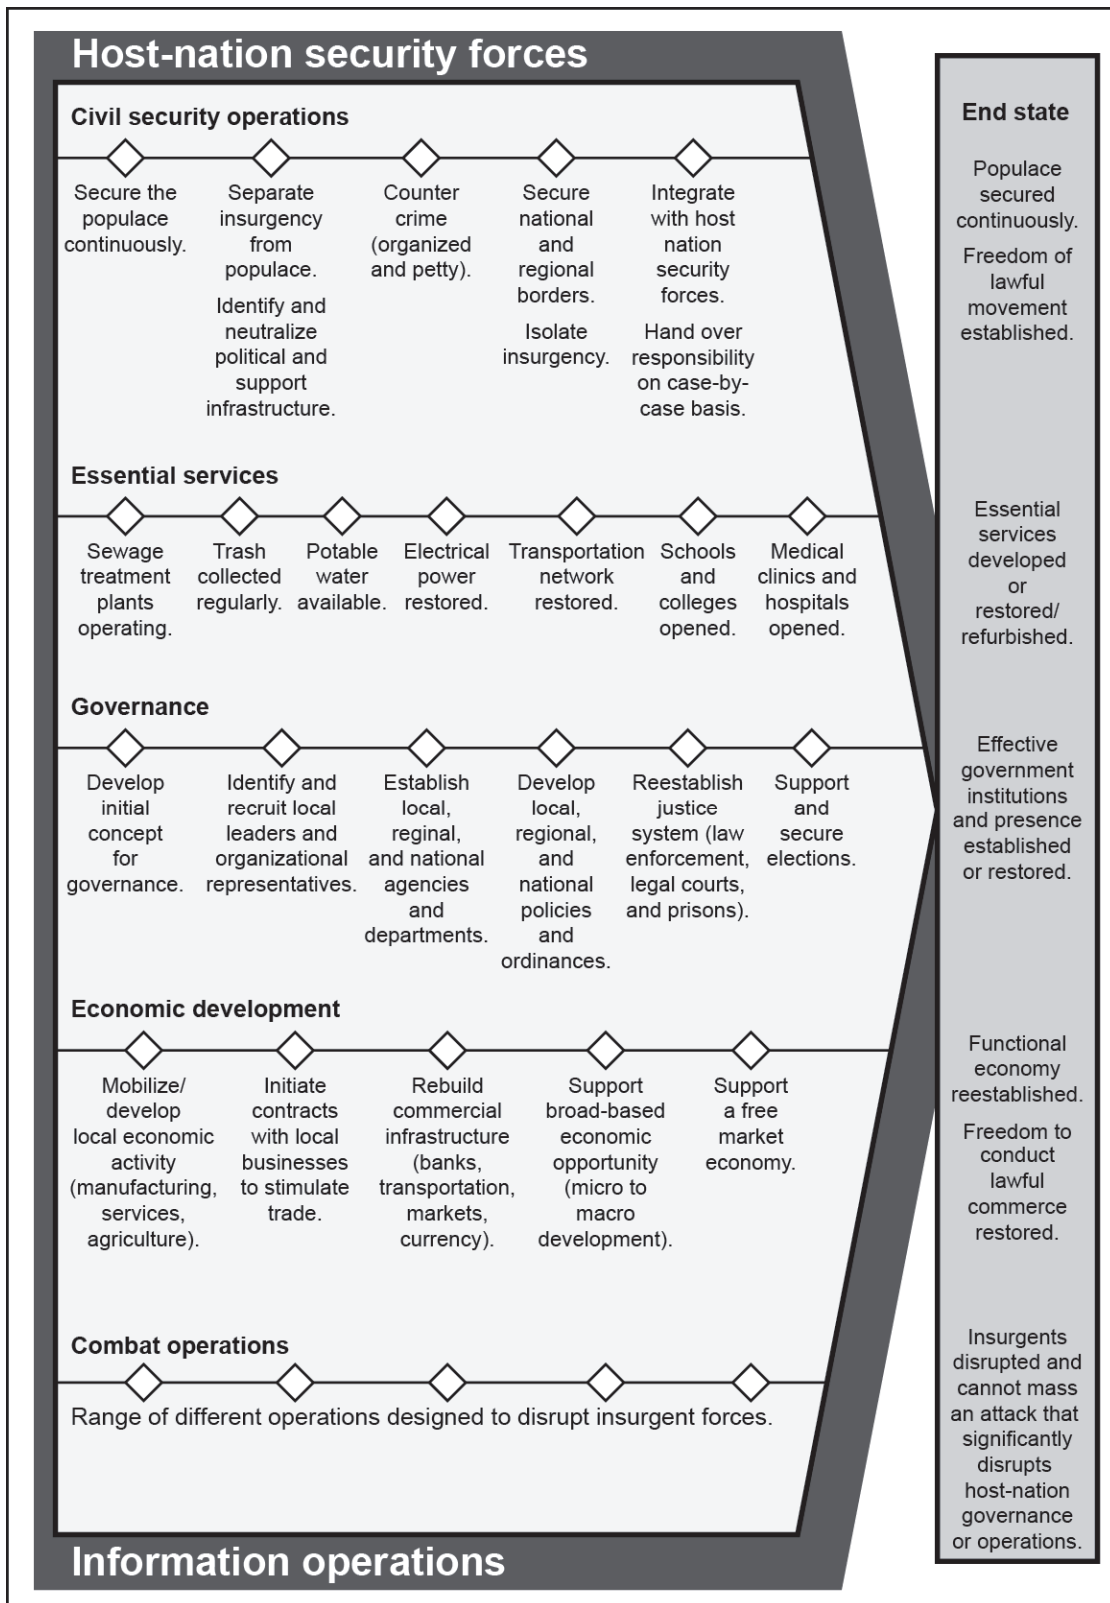 Host-nation security forces
Civil security operations
Secure the
populace
continuously.
Separate
insurgency
from
populace.
Identify and
neutralize
political and
support
infrastructure.
Counter
crime
(organized
and petty).
Secure
national
and
regional
borders.
Isolate
insurgency.
Integrate
with host
nation
security
forces.
Hand over
responsibility
on case-by-
case basis.
Essential services
Sewage
treatment
plants
operating.
Trash
collected
regularly.
Potable
water
available.
Electrical
power
restored.
Transportation
network
restored.
Schools
and
colleges
opened.
Medical
clinics and
hospitals
opened.
Governance
Develop
initial
concept
for
governance.
Identify and
recruit local
leaders and
organizational
representatives.
Establish
local,
reginal,
and national
agencies
and
departments.
Develop
local,
regional,
and
national
policies
and
ordinances.
Reestablish
justice
system (law
enforcement,
legal courts,
and prisons).
Support
and
secure
elections.
Economic development
Mobilize/
develop
local economic
activity
(manufacturing,
services,
agriculture).
Initiate
contracts
with local
businesses
to stimulate
trade.
Rebuild
commercial
infrastructure
(banks,
transportation,
markets,
currency).
Support
broad-based
economic
opportunity
(micro to
macro
development).
Support
a free
market
economy.
Combat operations
Range of different operations designed to disrupt insurgent forces.
Information operations
End state
Populace
secured
continuously.
Freedom of
lawful
movement
established.
Essential
services
developed
or
restored/
refurbished.
Effective
government
institutions
and presence
established
or restored.
Functional
economy
reestablished.
Freedom to
conduct
lawful
commerce
restored.
Insurgents
disrupted and
cannot mass
an attack that
significantly
disrupts
host-nation
governance
or operations.